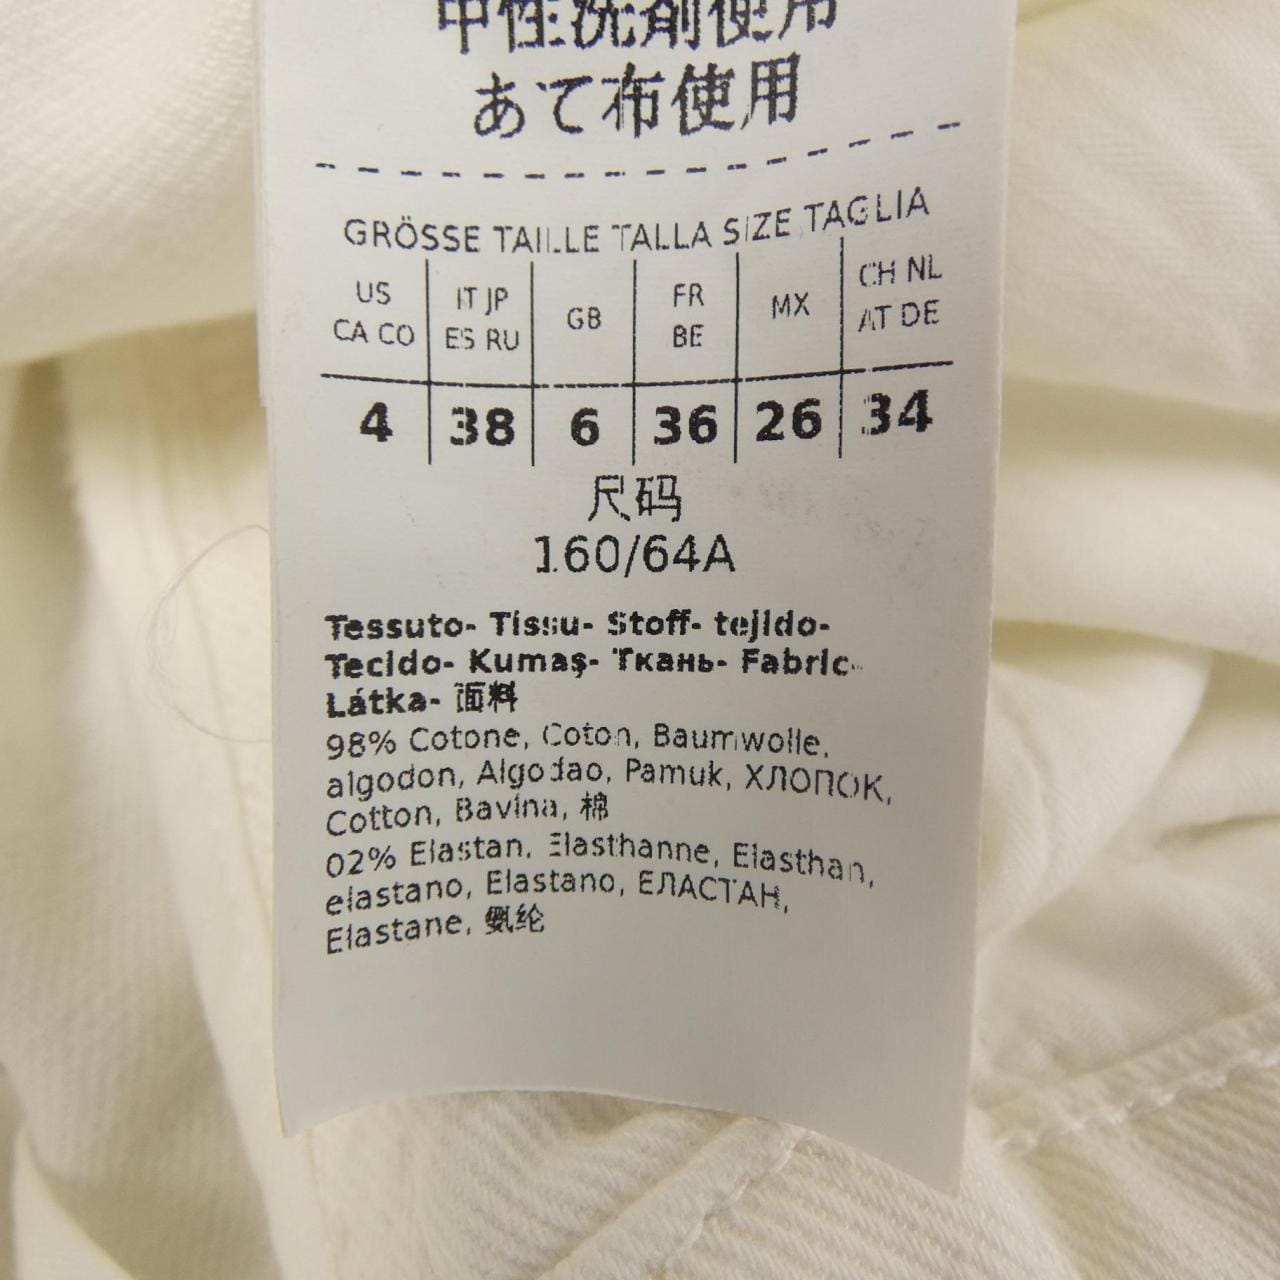 中性洗剤使用
あて布使用
GRÖSSE TAILLE TALLA SIZE TAGLIA
US CA CO | IT JP ES RU | GB | FR BE | MX | CH NL AT DE
4 | 38 | 6 | 36 | 26 | 34
尺码
160/64A
Tessuto- Tissu- Stoff- tejido-
Tecido- Kumaş- Ткань- Fabric-
Látka- 面料
98% Cotone, Coton, Baumwolle,
algodon, Algodao, Pamuk, ХЛОПОК,
Cotton, Bavlna, 棉
02% Elastan, Elasthanne, Elasthan,
elastano, Elastano, ЕЛАСТАН,
Elastane, 氨纶